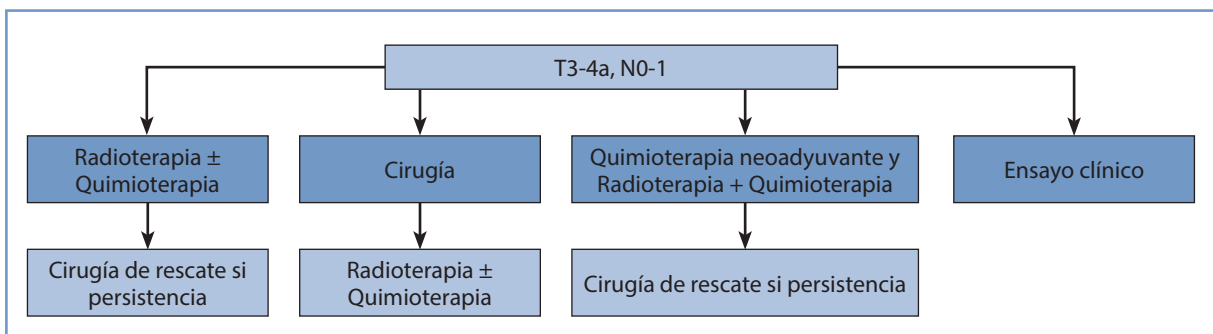 T3-4a, N0-1
Radioterapia ±
Quimioterapia
Cirugía
Quimioterapia neoadyuvante y
Radioterapia + Quimioterapia
Ensayo clínico
Cirugía de rescate si
persistencia
Radioterapia ±
Quimioterapia
Cirugía de rescate si persistencia